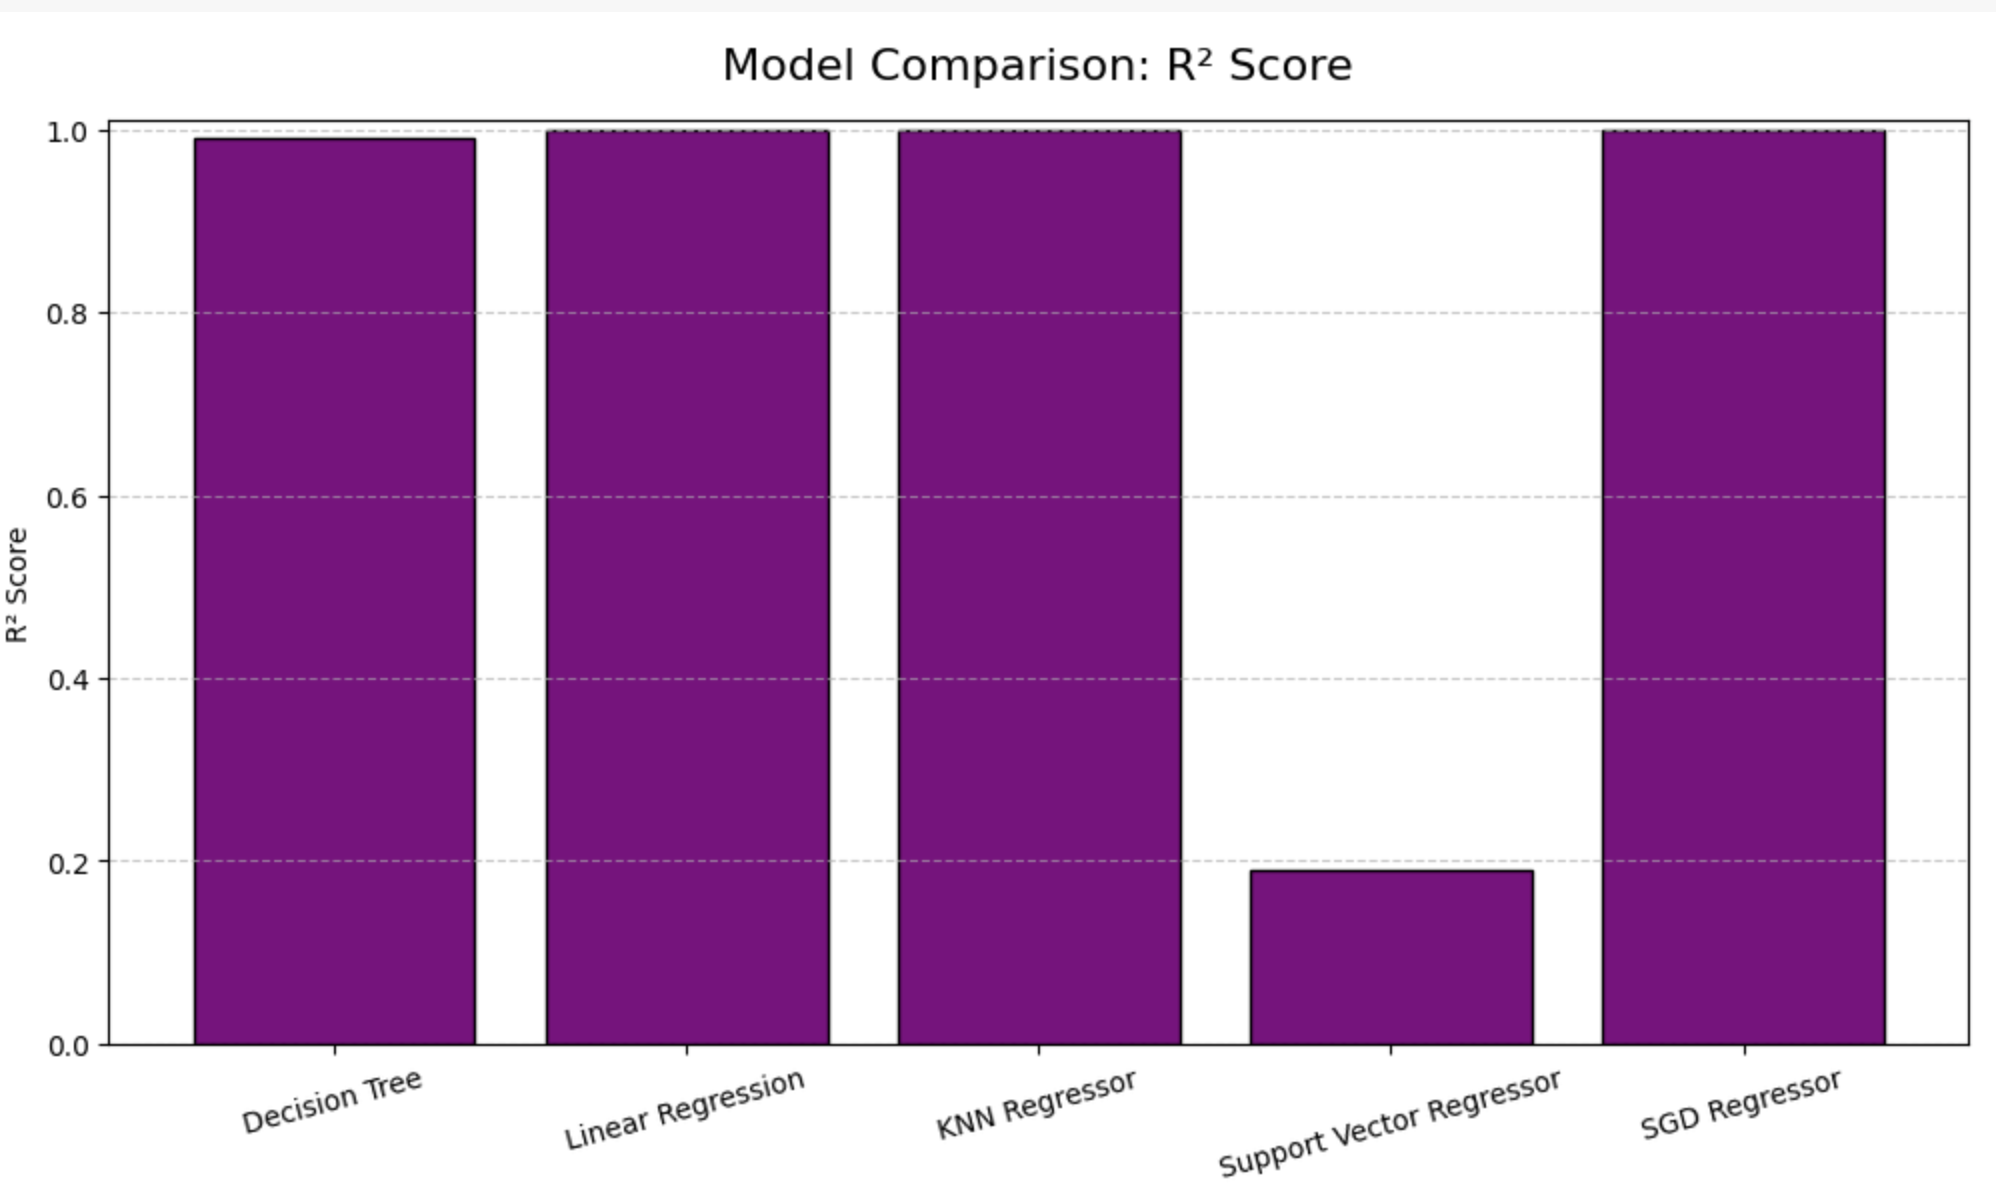 Model Comparison: R² Score
R² Score
1.0
0.8
0.6
0.4
0.2
0.0
Decision Tree
Linear Regression
KNN Regressor
Support Vector Regressor
SGD Regressor